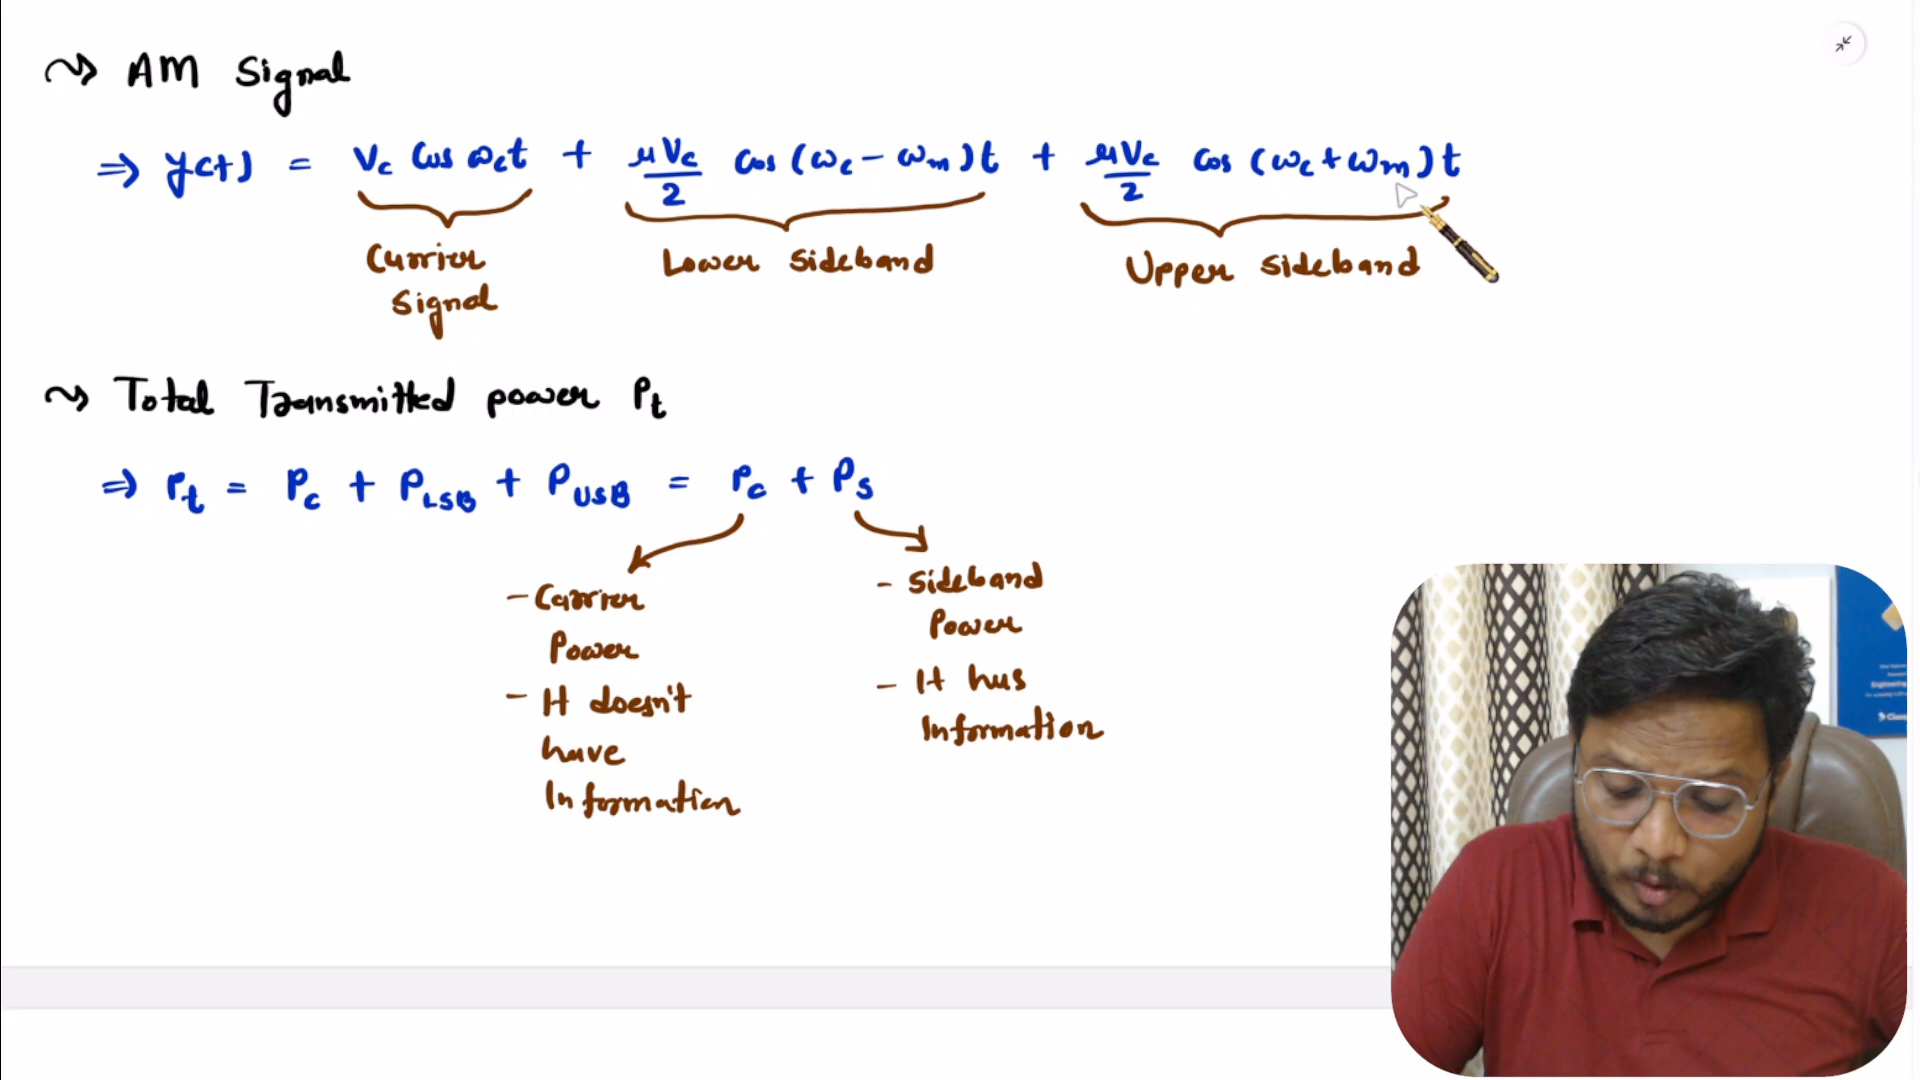 AM Signal
⇒ y(t) = Vc Cos ωct + μVc/2 Cos (ωc - ωm)t + μVc/2 Cos (ωc + ωm)t
Carrier Signal
Lower Sideband
Upper Sideband
Total Transmitted power Pt
⇒ Pt = Pc + PLSB + PUSB = Pc + Ps
- Carrier
Power
- It doesn't
have
Information
- Sideband
Power
- It has
Information
Engineering